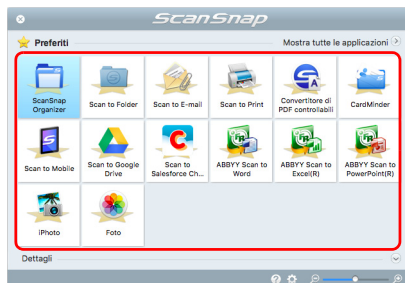 ScanSnap
Preferiti
Mostra tutte le applicazioni
ScanSnap Organizer
Scan to Folder
Scan to E-mail
Scan to Print
Convertitore di PDF controllabili
CardMinder
Scan to Mobile
Scan to Google Drive
Scan to Salesforce Ch...
ABBYY Scan to Word
ABBYY Scan to Excel(R)
ABBYY Scan to PowerPoint(R)
iPhoto
Foto
Dettagli